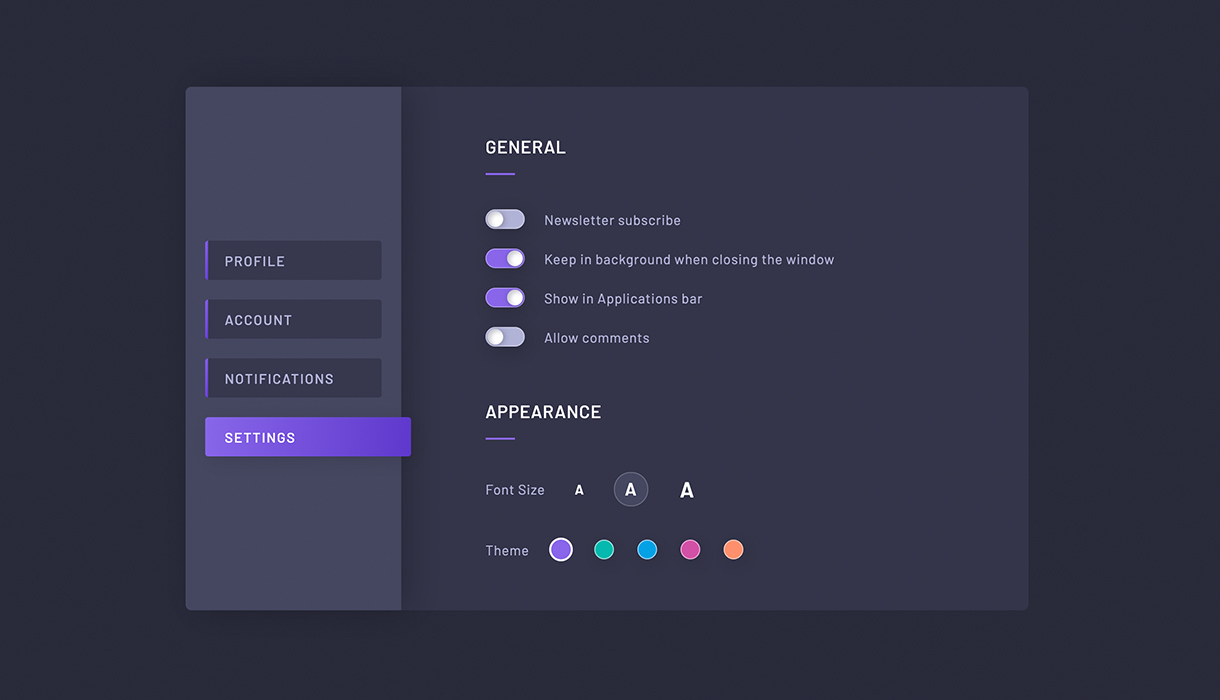 PROFILE
ACCOUNT
NOTIFICATIONS
SETTINGS
GENERAL
Newsletter subscribe
Keep in background when closing the window
Show in Applications bar
Allow comments
APPEARANCE
Font Size A A A
Theme